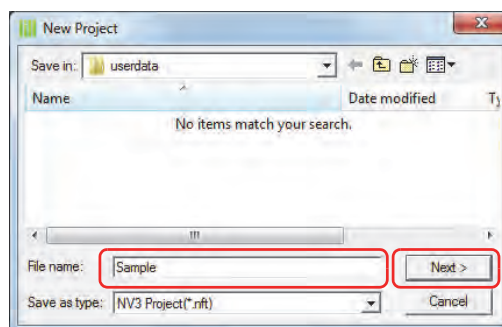 New Project
Save in: userdata
Name Date modified
No items match your search.
File name: Sample Next >
Save as type: NV3 Project(*.nft) Cancel